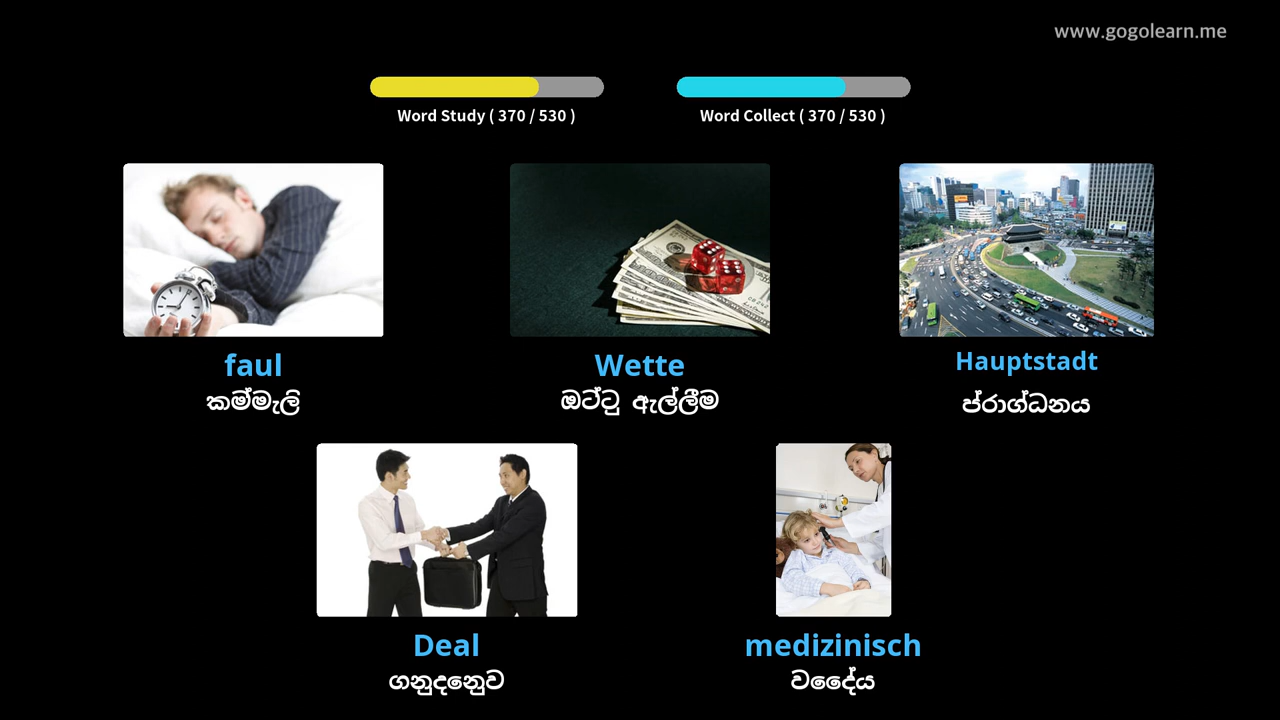 www.gogolearn.me
Word Study ( 370 / 530 )
Word Collect ( 370 / 530 )
faul
කම්මැලි
Wette
ඔට්ටු ඇල්ලීම
Hauptstadt
ප්රාග්ධනය
Deal
ගනුදෙනුව
medizinisch
වෛද්ය